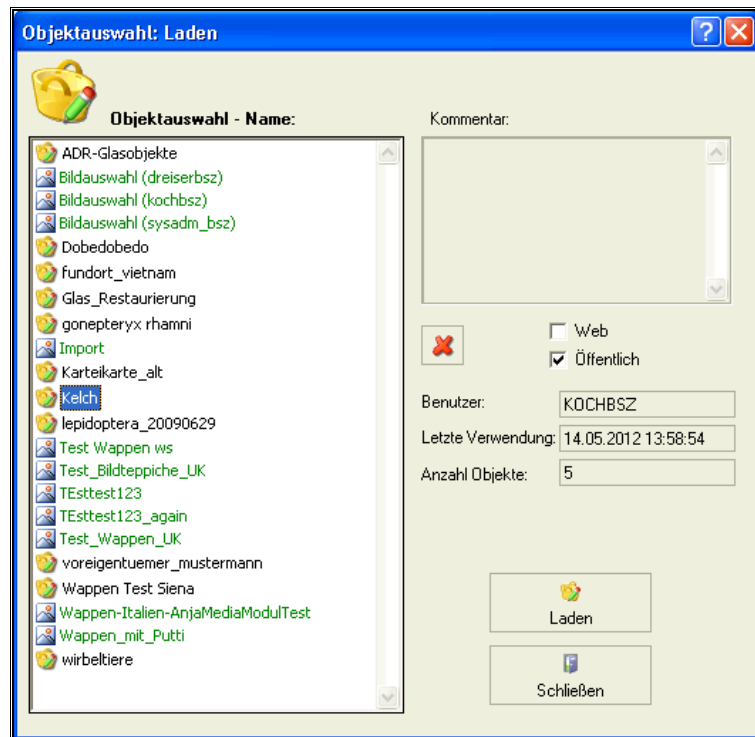 Objektauswahl: Laden
Objektauswahl - Name:
ADR-Glasobjekte
Bildauswahl (dreiserbsz)
Bildauswahl (kochbsz)
Bildauswahl (sysadm_bsz)
Dobedobedo
fundort_vietnam
Glas_Restaurierung
gonepteryx rhamni
Import
Karteikarte_alt
Kelch
lepidoptera_20090629
Test Wappen ws
Test_Bildteppiche_UK
TEsttest123
TEsttest123_again
Test_Wappen_UK
voreigentuemer_mustermann
Wappen Test Siena
Wappen-Italien-AnjaMediaModulTest
Wappen_mit_Putti
wirbeltiere
Kommentar:
Web
Öffentlich
Benutzer: KOCHBSZ
Letzte Verwendung: 14.05.2012 13:58:54
Anzahl Objekte: 5
Laden
Schließen